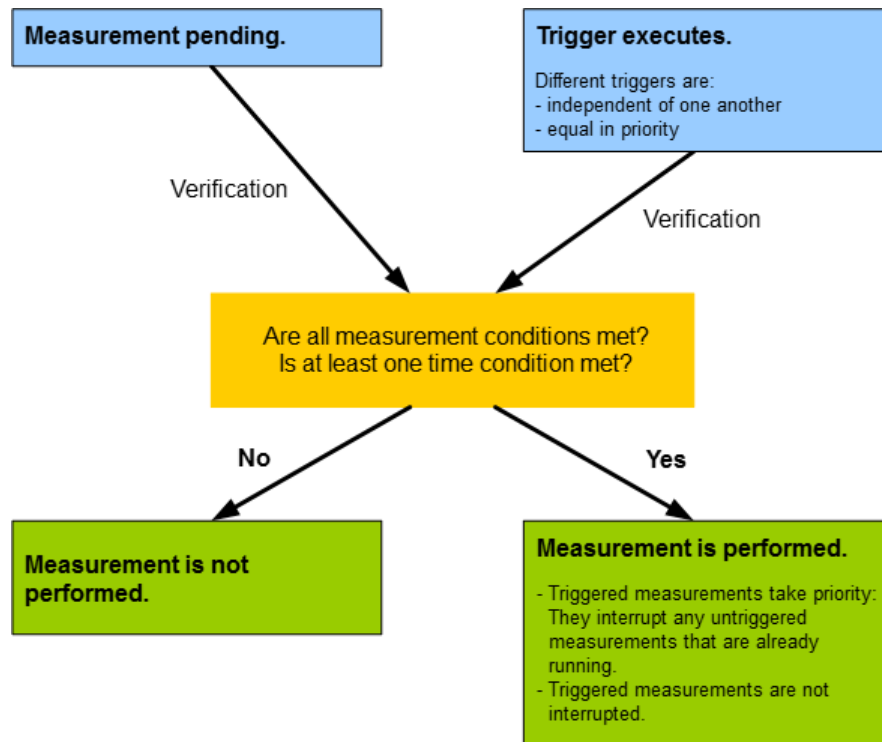 Measurement pending.
Trigger executes.
Different triggers are:
- independent of one another
- equal in priority
Verification
Verification
Are all measurement conditions met?
Is at least one time condition met?
No
Yes
Measurement is not
performed.
Measurement is performed.
- Triggered measurements take priority:
They interrupt any untriggered
measurements that are already
running.
- Triggered measurements are not
interrupted.